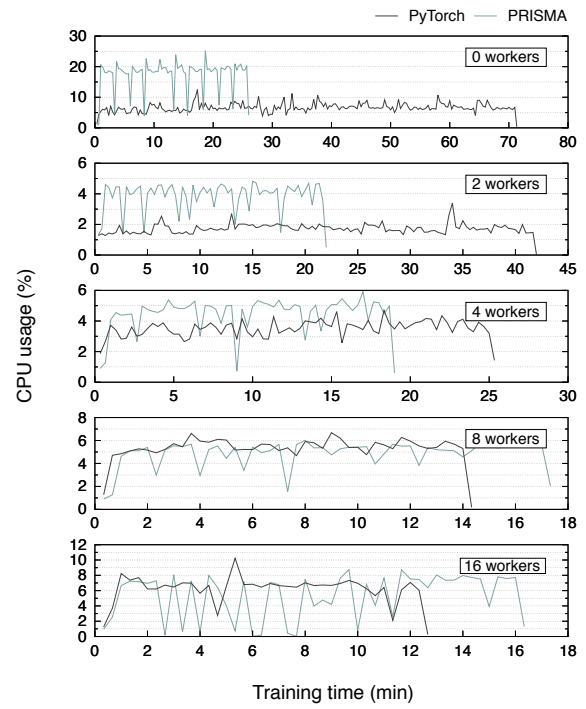 PyTorch PRISMA
CPU usage (%)
0 workers
30
20
10
0
0 10 20 30 40 50 60 70 80
2 workers
6
4
2
0
0 5 10 15 20 25 30 35 40 45
4 workers
6
4
2
0
0 5 10 15 20 25 30
8 workers
8
6
4
2
0
0 2 4 6 8 10 12 14 16 18
16 workers
12
10
8
6
4
2
0
0 2 4 6 8 10 12 14 16 18
Training time (min)